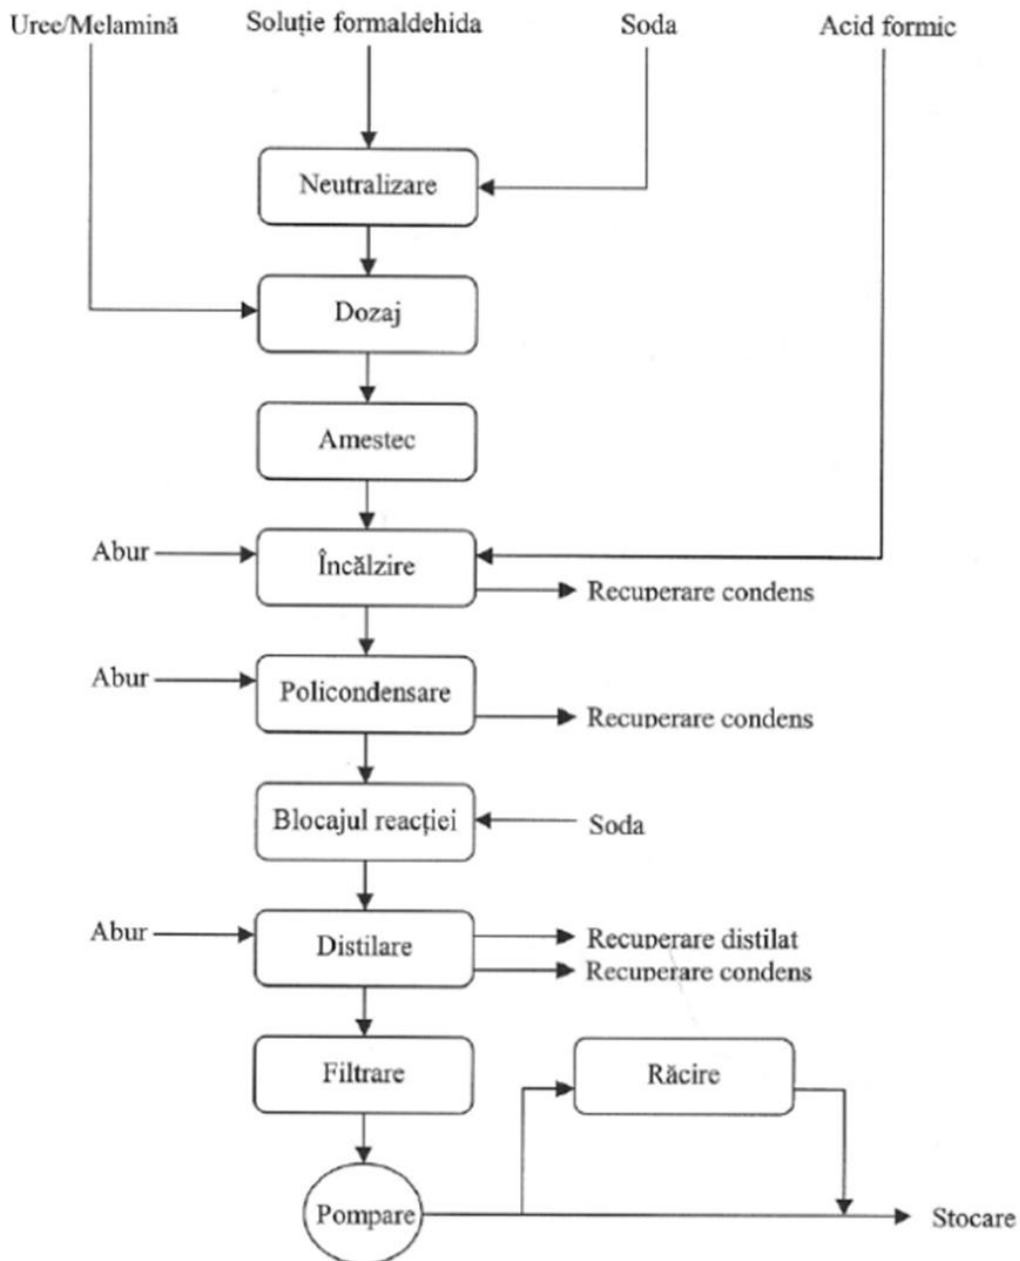 Uree/Melamină
Soluție formaldehida
Soda
Acid formic
Neutralizare
Dozaj
Amestec
Abur
Încălzire
Recuperare condens
Abur
Policondensare
Recuperare condens
Blocajul reacției
Soda
Abur
Distilare
Recuperare distilat
Recuperare condens
Filtrare
Răcire
Pompare
Stocare